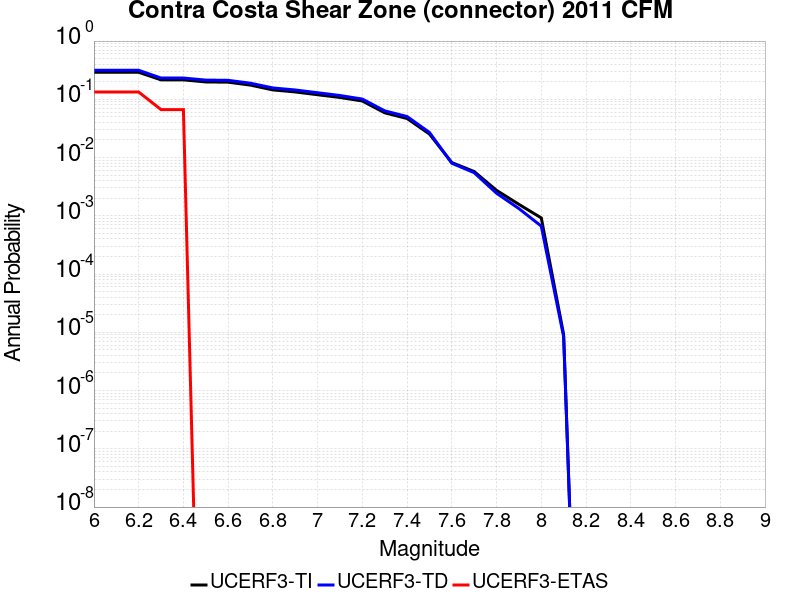 Contra Costa Shear Zone (connector) 2011 CFM
Annual Probability
10^0
10^-1
10^-2
10^-3
10^-4
10^-5
10^-6
10^-7
10^-8
6 6.2 6.4 6.6 6.8 7 7.2 7.4 7.6 7.8 8 8.2 8.4 8.6 8.8 9
Magnitude
UCERF3-TI UCERF3-TD UCERF3-ETAS